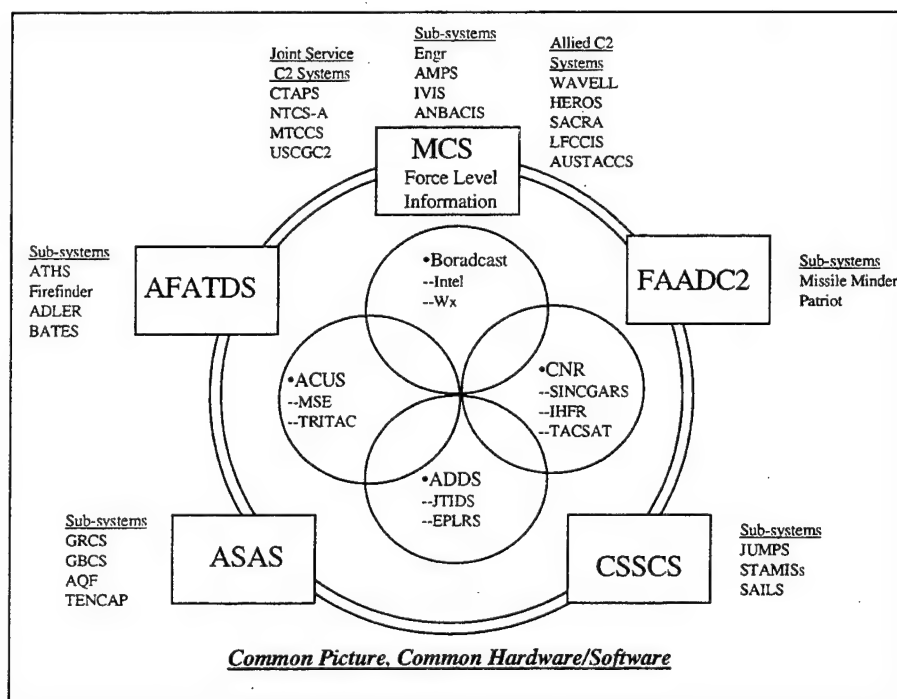 Joint Service
C2 Systems
CTAPS
NTCS-A
MTCCS
USCGC2
Sub-systems
Engr
AMPS
IVIS
ANBACIS
Allied C2
Systems
WAVELL
HEROS
SACRA
LFCCIS
AUSTACCS
MCS
Force Level
Information
Sub-systems
ATHS
Firefinder
ADLER
BATES
AFATDS
FAADC2
Sub-systems
Missile Minder
Patriot
•Boradcast
--Intel
--Wx
•ACUS
--MSE
--TRITAC
•CNR
--SINCGARS
--IHFR
--TACSAT
•ADDS
--JTIDS
--EPLRS
Sub-systems
GRCS
GBCS
AQF
TENCAP
ASAS
CSSCS
Sub-systems
JUMPS
STAMISs
SAILS
Common Picture, Common Hardware/Software